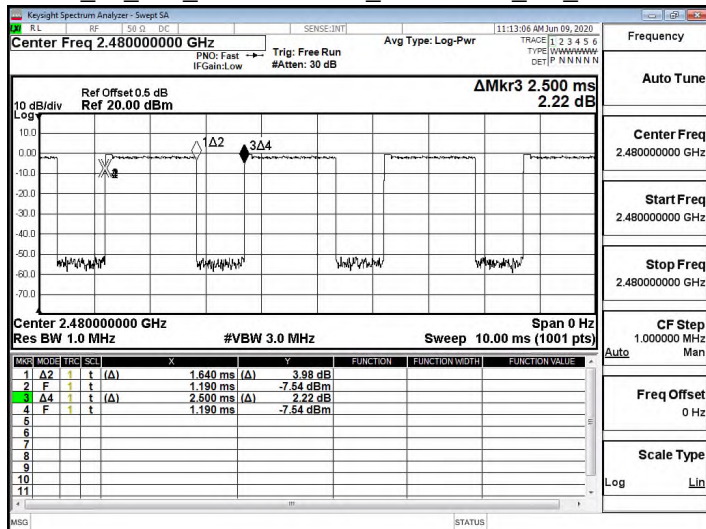 Keysight Spectrum Analyzer - Swept SA
LXI RL RF 50 Ω DC SENSE:INT 11:13:06 AM Jun 09, 2020
Center Freq 2.480000000 GHz
PNO: Fast
IFGain:Low
Trig: Free Run
#Atten: 30 dB
Avg Type: Log-Pwr
TRACE 1 2 3 4 5 6
TYPE WWWWWW
DET P NNNNN
ΔMkr3 2.500 ms
2.22 dB
Ref Offset 0.5 dB
10 dB/div Ref 20.00 dBm
Log
10.0
0.00
-10.0
-20.0
-30.0
-40.0
-50.0
-60.0
-70.0
1Δ2
3Δ4
Center 2.480000000 GHz Span 0 Hz
Res BW 1.0 MHz #VBW 3.0 MHz Sweep 10.00 ms (1001 pts)
MKR MODE TRC SCL X Y FUNCTION FUNCTION WIDTH FUNCTION VALUE
1 Δ2 1 t (Δ) 1.640 ms (Δ) 3.98 dB
2 F 1 t 1.190 ms -7.54 dBm
3 Δ4 1 t (Δ) 2.500 ms (Δ) 2.22 dB
4 F 1 t 1.190 ms -7.54 dBm
5
6
7
8
9
10
11
MSG STATUS
Frequency
Auto Tune
Center Freq
2.480000000 GHz
Start Freq
2.480000000 GHz
Stop Freq
2.480000000 GHz
CF Step
1.000000 MHz
Auto Man
Freq Offset
0 Hz
Scale Type
Log Lin